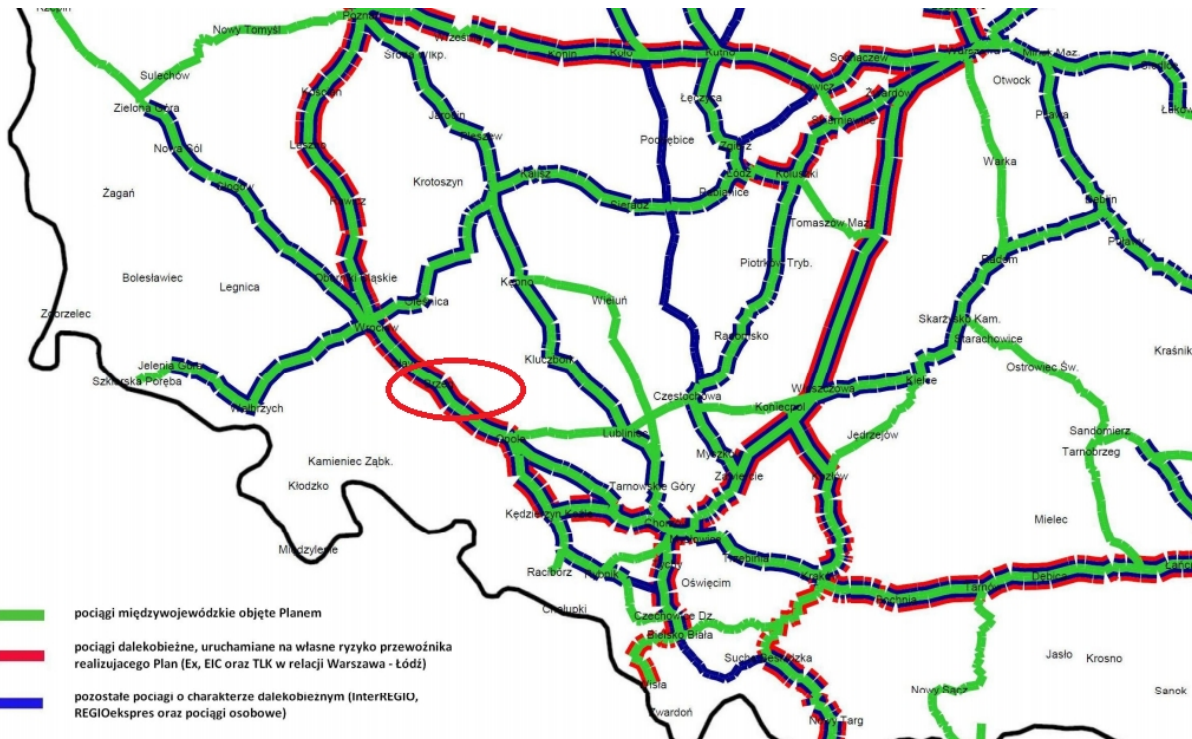 Nowy Tomyśl
Września
Środa Wlkp.
Konin
Koło
Kutno
Sochaczew
Warszawa
Mińsk Maz.
Otwock
Sulechów
Zielona Góra
Kościan
Łęczyca
Łowicz
Żyrardów
Skierniewice
Piława
Jarocin
Pleszew
Nowa Sól
Leszno
Poddębice
Zgierz
Łódź
Koluszki
Warka
Głogów
Krotoszyn
Kalisz
Żagań
Rawicz
Sieradz
Pabianice
Dęblin
Tomaszów Maz.
Puławy
Bolesławiec
Legnica
Oborniki Śląskie
Kępno
Piotrków Tryb.
Radom
Oleśnica
Wieluń
Zgorzelec
Wrocław
Skarżysko Kam.
Starachowice
Radomsko
Kraśnik
Kluczbork
Jelenia Góra
Szklarska Poręba
Ostrowiec Św.
Brzeg
Kielce
Włoszczowa
Częstochowa
Koniecpol
Wałbrzych
Opole
Lubliniec
Jędrzejów
Sandomierz
Tarnobrzeg
Kamieniec Ząbk.
Myszków
Kłodzko
Zawiercie
Kozłów
Tarnowskie Góry
Kędzierzyn Koźle
Mielec
Międzylesie
Mysłowice
Trzebinia
Racibórz
Rybnik
Tychy
Oświęcim
Kraków
Dębica
Bochnia
Chałupki
Czechowice Dz.
pociągi międzywojewódzkie objęte Planem
Bielsko Biała
pociągi dalekobieżne, uruchamiane na własne ryzyko przewoźnika
realizującego Plan (Ex, EIC oraz TLK w relacji Warszawa - Łódź)
Sucha Beskidzka
Jasło
Krosno
Wisła
Nowy Sącz
Sanok
pozostałe pociągi o charakterze dalekobieżnym (InterREGIO,
REGIOekspres oraz pociągi osobowe)
Zwardoń
Nowy Targ